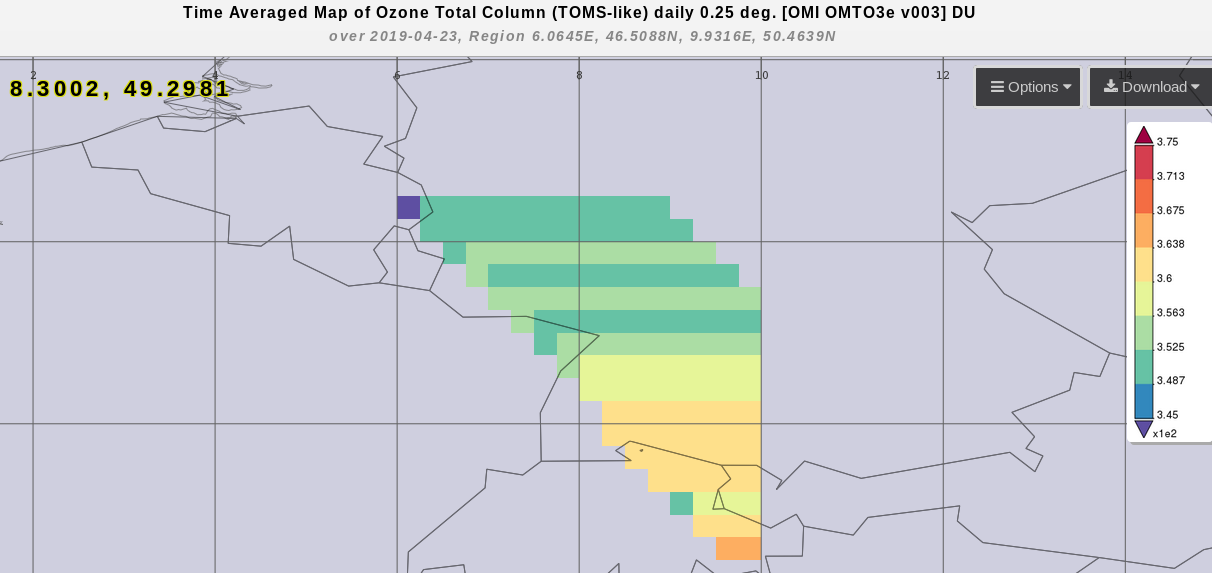 Time Averaged Map of Ozone Total Column (TOMS-like) daily 0.25 deg. [OMI OMTO3e v003] DU
over 2019-04-23, Region 6.0645E, 46.5088N, 9.9316E, 50.4639N
2 4 6 8 10 12 14
8.3002, 49.2981
Options Download
3.75
3.713
3.675
3.638
3.6
3.563
3.525
3.487
3.45
x1e2